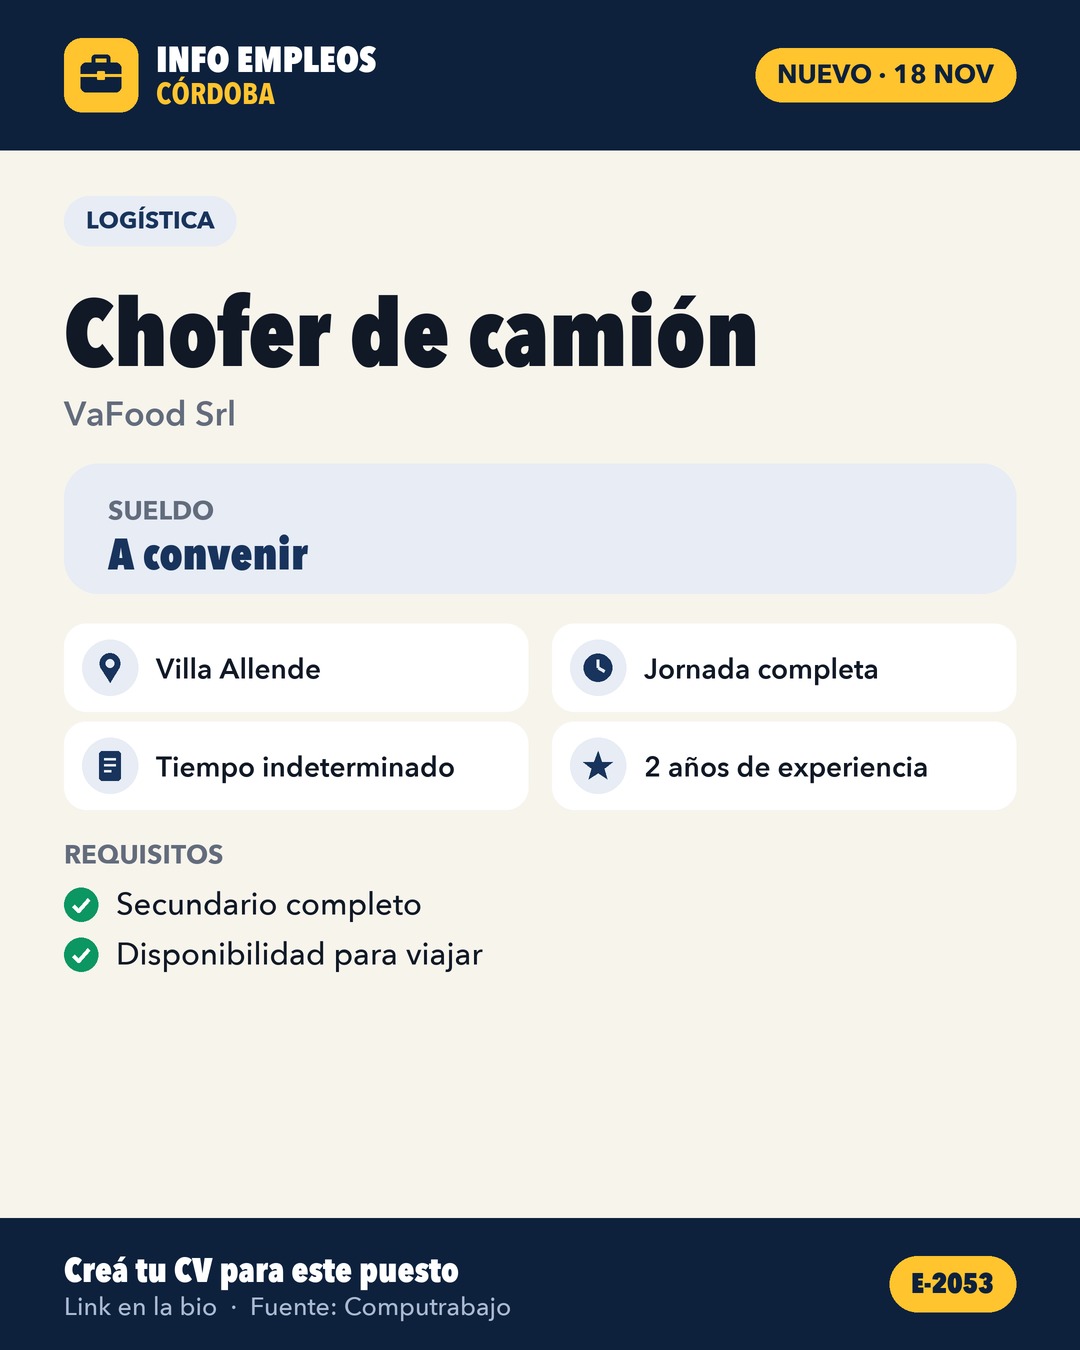 INFO EMPLEOS
CÓRDOBA
NUEVO · 18 NOV
LOGÍSTICA
Chofer de camión
VaFood Srl
SUELDO
A convenir
Villa Allende
Jornada completa
Tiempo indeterminado
2 años de experiencia
REQUISITOS
Secundario completo
Disponibilidad para viajar
Creá tu CV para este puesto
Link en la bio · Fuente: Computrabajo
E-2053